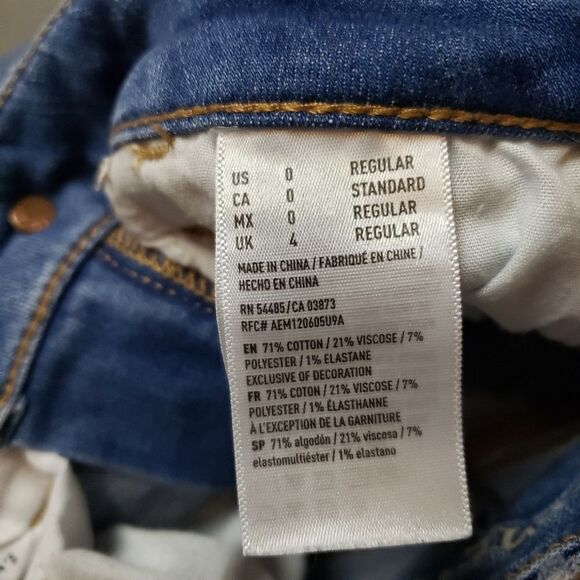 US 0 REGULAR
CA 0 STANDARD
MX 0 REGULAR
UK 4 REGULAR
MADE IN CHINA / FABRIQUÉ EN CHINE /
HECHO EN CHINA
RN 54485/CA 03873
RFC# AEM120605U9A
EN 71% COTTON / 21% VISCOSE / 7%
POLYESTER / 1% ELASTANE
EXCLUSIVE OF DECORATION
FR 71% COTON / 21% VISCOSE / 7%
POLYESTER / 1% ÉLASTHANNE
À L'EXCEPTION DE LA GARNITURE
SP 71% algodón / 21% viscosa / 7%
elastomultiéster / 1% elastano